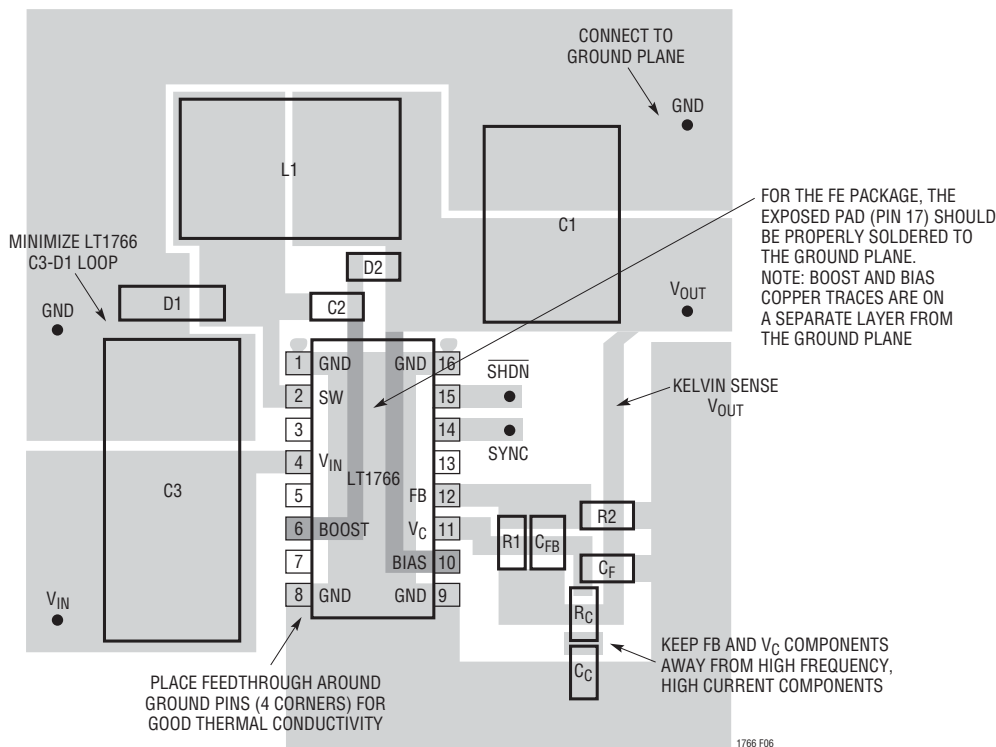 CONNECT TO
GROUND PLANE
GND
L1
C1
FOR THE FE PACKAGE, THE
EXPOSED PAD (PIN 17) SHOULD
BE PROPERLY SOLDERED TO
THE GROUND PLANE.
NOTE: BOOST AND BIAS
COPPER TRACES ARE ON
A SEPARATE LAYER FROM
THE GROUND PLANE
MINIMIZE LT1766
C3-D1 LOOP
D2
D1
C2
GND
VOUT
1 GND GND 16
SHDN
2 SW 15
KELVIN SENSE
VOUT
3 14
SYNC
4 VIN 13
C3
LT1766
5 FB 12
R2
6 BOOST VC 11
R1 CFB
7 BIAS 10
CF
8 GND GND 9
VIN
RC
CC
KEEP FB AND VC COMPONENTS
AWAY FROM HIGH FREQUENCY,
HIGH CURRENT COMPONENTS
PLACE FEEDTHROUGH AROUND
GROUND PINS (4 CORNERS) FOR
GOOD THERMAL CONDUCTIVITY
1766 F06